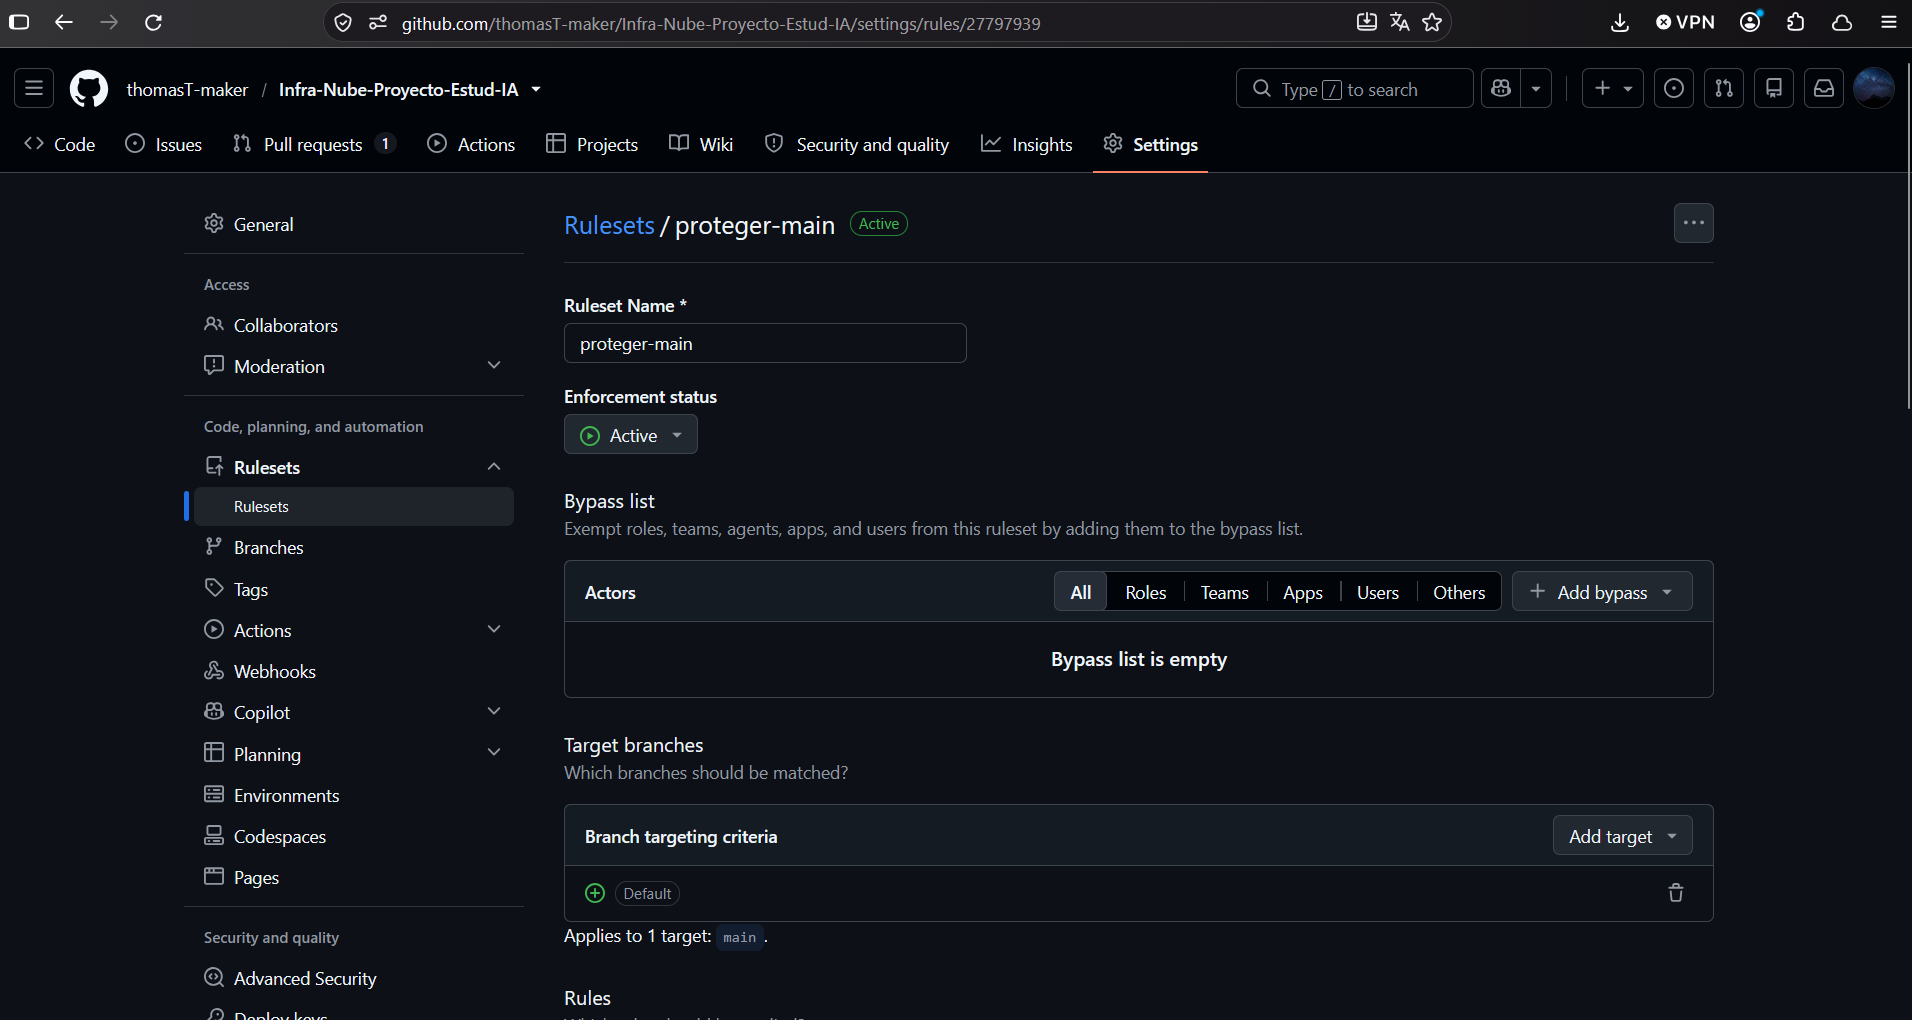 github.com/thomasT-maker/Infra-Nube-Proyecto-Estud-IA/settings/rules/27797939
VPN
thomasT-maker / Infra-Nube-Proyecto-Estud-IA
Type / to search
Code
Issues
Pull requests 1
Actions
Projects
Wiki
Security and quality
Insights
Settings
General
Access
Collaborators
Moderation
Code, planning, and automation
Rulesets
Rulesets
Branches
Tags
Actions
Webhooks
Copilot
Planning
Environments
Codespaces
Pages
Security and quality
Advanced Security
Deploy keys
Rulesets / proteger-main Active
Ruleset Name *
proteger-main
Enforcement status
Active
Bypass list
Exempt roles, teams, agents, apps, and users from this ruleset by adding them to the bypass list.
Actors
All Roles Teams Apps Users Others
Add bypass
Bypass list is empty
Target branches
Which branches should be matched?
Branch targeting criteria
Add target
Default
Applies to 1 target: main.
Rules